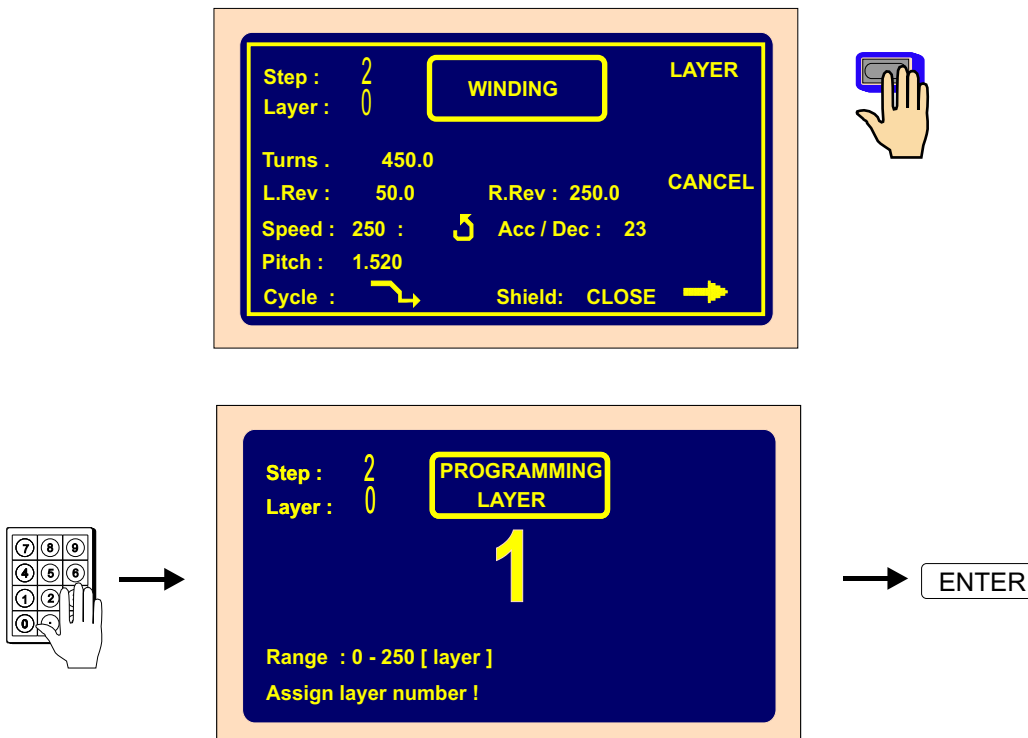 Step : 2 WINDING LAYER
Layer : 0
Turns . 450.0
L.Rev : 50.0 R.Rev : 250.0 CANCEL
Speed : 250 : Acc / Dec : 23
Pitch : 1.520
Cycle : Shield: CLOSE
Step : 2 PROGRAMMING
Layer : 0 LAYER
1
7 8 9
4 5 6
1 2
0 .
ENTER
Range : 0 - 250 [ layer ]
Assign layer number !